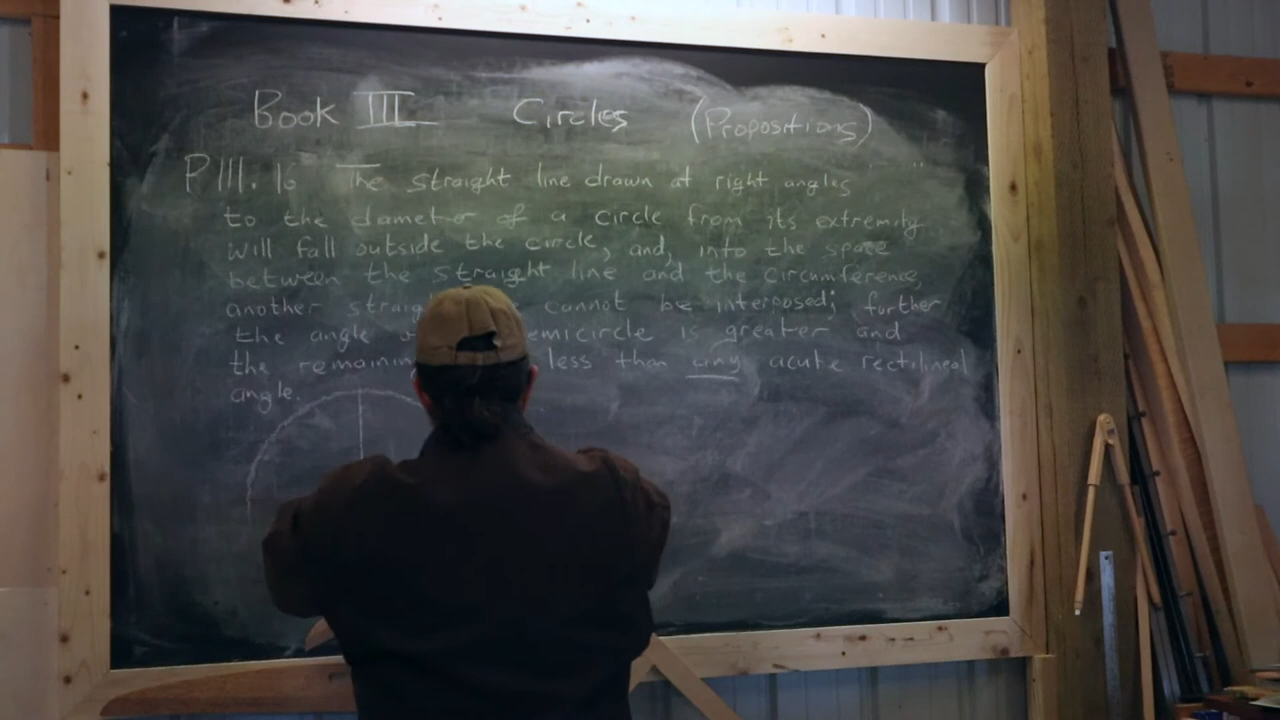 Book III Circles (Propositions)
PIII. 16 The straight line drawn at right angles
to the diameter of a circle from its extremity
will fall outside the circle, and, into the space
between the straight line and the circumference,
another straig cannot be interposed; further
the angle emicircle is greater and
the remainin less than any acute rectilineal
angle.